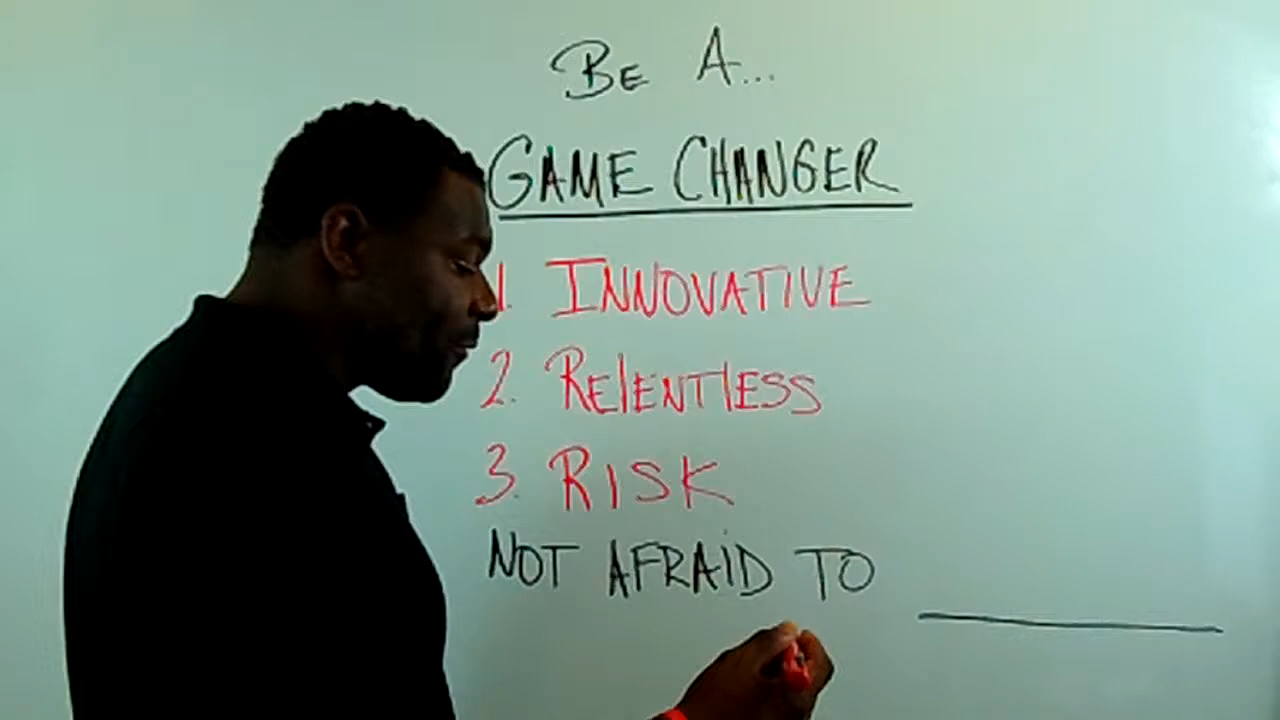 BE A...
GAME CHANGER
1. INNOVATIVE
2. RElENTlESS
3. RISK
NOT AFRAiD TO